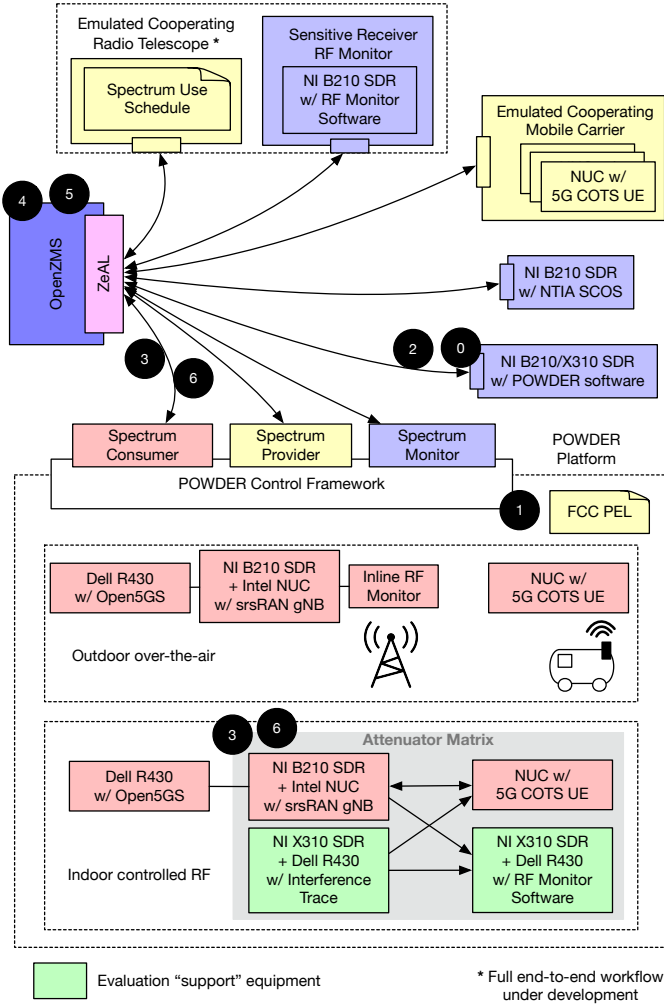 Emulated Cooperating
Radio Telescope *
Spectrum Use
Schedule
Sensitive Receiver
RF Monitor
NI B210 SDR
w/ RF Monitor
Software
Emulated Cooperating
Mobile Carrier
NUC w/
5G COTS UE
4
5
OpenZMS
ZeAL
NI B210 SDR
w/ NTIA SCOS
3
6
2
0
NI B210/X310 SDR
w/ POWDER software
Spectrum
Consumer
Spectrum
Provider
Spectrum
Monitor
POWDER
Platform
POWDER Control Framework
1
FCC PEL
Dell R430
w/ Open5GS
NI B210 SDR
+ Intel NUC
w/ srsRAN gNB
Inline RF
Monitor
NUC w/
5G COTS UE
Outdoor over-the-air
3
6
Attenuator Matrix
Dell R430
w/ Open5GS
NI B210 SDR
+ Intel NUC
w/ srsRAN gNB
NUC w/
5G COTS UE
Indoor controlled RF
NI X310 SDR
+ Dell R430
w/ Interference
Trace
NI X310 SDR
+ Dell R430
w/ RF Monitor
Software
Evaluation “support” equipment
* Full end-to-end workflow
under development